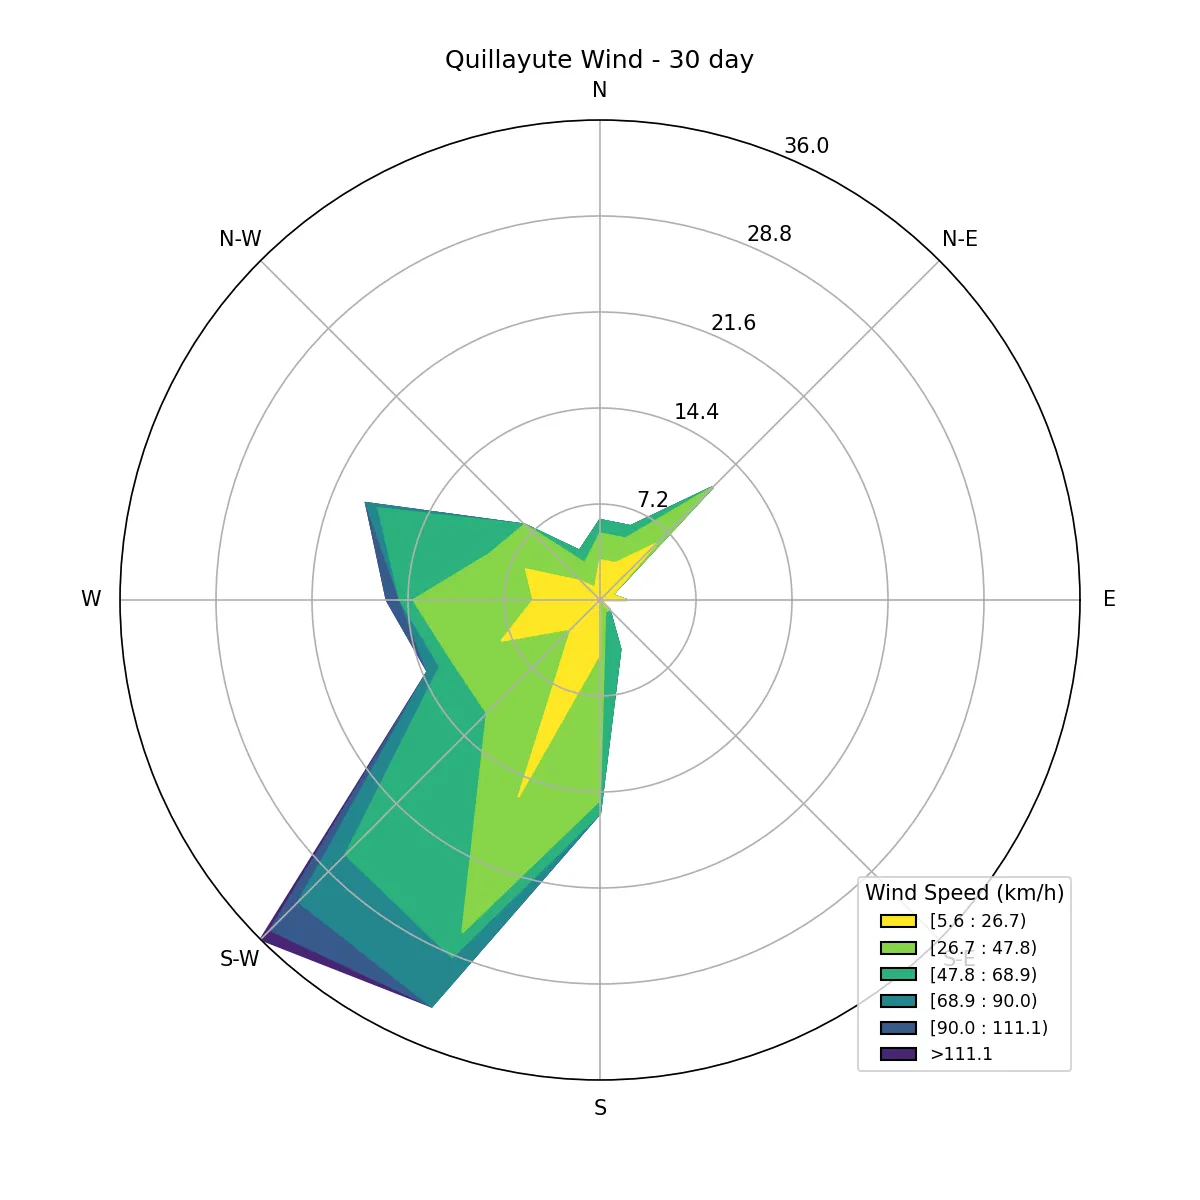 Quillayute Wind - 30 day
N
36.0
N-W
28.8
N-E
21.6
14.4
7.2
W
E
S-W
S-E
Wind Speed (km/h)
[5.6 : 26.7)
[26.7 : 47.8)
[47.8 : 68.9)
[68.9 : 90.0)
[90.0 : 111.1)
>111.1
S